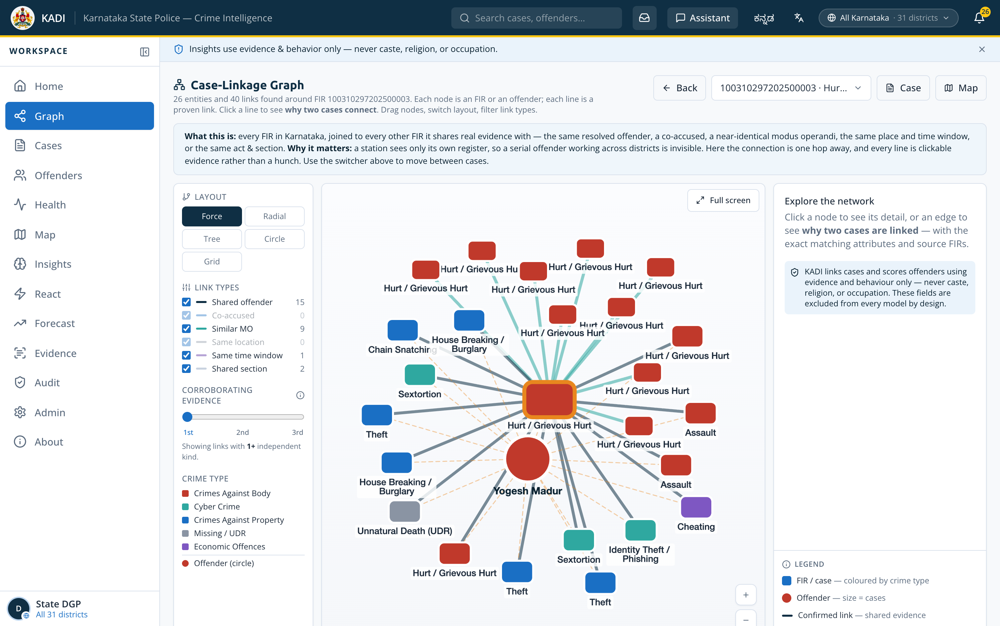 KADI
Karnataka State Police — Crime Intelligence
Search cases, offenders...
Assistant
ಕನ್ನಡ
All Karnataka · 31 districts
26
WORKSPACE
Home
Graph
Cases
Offenders
Health
Map
Insights
React
Forecast
Evidence
Audit
Admin
About
D
State DGP
All 31 districts
Insights use evidence & behavior only — never caste, religion, or occupation.
Case-Linkage Graph
26 entities and 40 links found around FIR 100310297202500003. Each node is an FIR or an offender; each line is a
proven link. Click a line to see why two cases connect. Drag nodes, switch layout, filter link types.
Back
100310297202500003 · Hur...
Case
Map
What this is: every FIR in Karnataka, joined to every other FIR it shares real evidence with — the same resolved offender, a co-accused, a near-identical modus operandi, the same place and time window,
or the same act & section. Why it matters: a station sees only its own register, so a serial offender working across districts is invisible. Here the connection is one hop away, and every line is clickable
evidence rather than a hunch. Use the switcher above to move between cases.
LAYOUT
Force
Radial
Tree
Circle
Grid
LINK TYPES
Shared offender 15
Co-accused 0
Similar MO 9
Same location 0
Same time window 1
Shared section 2
CORROBORATING
EVIDENCE
1st 2nd 3rd
Showing links with 1+ independent
kind.
CRIME TYPE
Crimes Against Body
Cyber Crime
Crimes Against Property
Missing / UDR
Economic Offences
Offender (circle)
Full screen
Hurt / Grievous Hu
Hurt / Grievous Hurt
Hurt / Grievous Hurt
Hurt / Grievous Hurt
Hurt / Grievous Hurt
Hurt / Grievous Hurt
Hurt / Grievous Hurt
House Breaking /
Burglary
Chain Snatching
Hurt / Grievous Hurt
Hurt / Grievous Hurt
Sextortion
Hurt / Grievous Hurt
Theft
Assault
Hurt / Grievous Hurt
House Breaking /
Burglary
Assault
Yogesh Madur
Unnatural Death (UDR)
Cheating
Identity Theft /
Phishing
Sextortion
Hurt / Grievous Hurt
Theft
Theft
+
−
Explore the network
Click a node to see its detail, or an edge to
see why two cases are linked — with the
exact matching attributes and source FIRs.
KADI links cases and scores offenders using
evidence and behaviour only — never caste,
religion, or occupation. These fields are
excluded from every model by design.
LEGEND
FIR / case — coloured by crime type
Offender — size = cases
Confirmed link — shared evidence